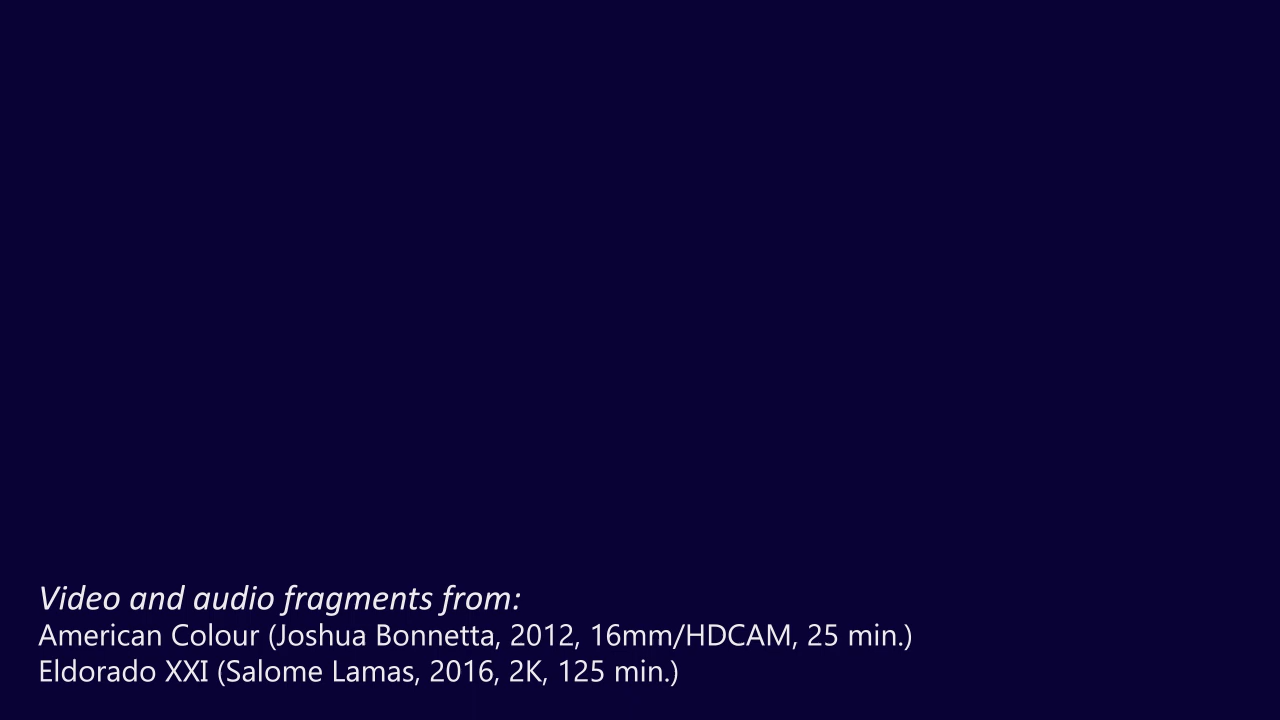 Video and audio fragments from:
American Colour (Joshua Bonnetta, 2012, 16mm/HDCAM, 25 min.)
Eldorado XXI (Salome Lamas, 2016, 2K, 125 min.)